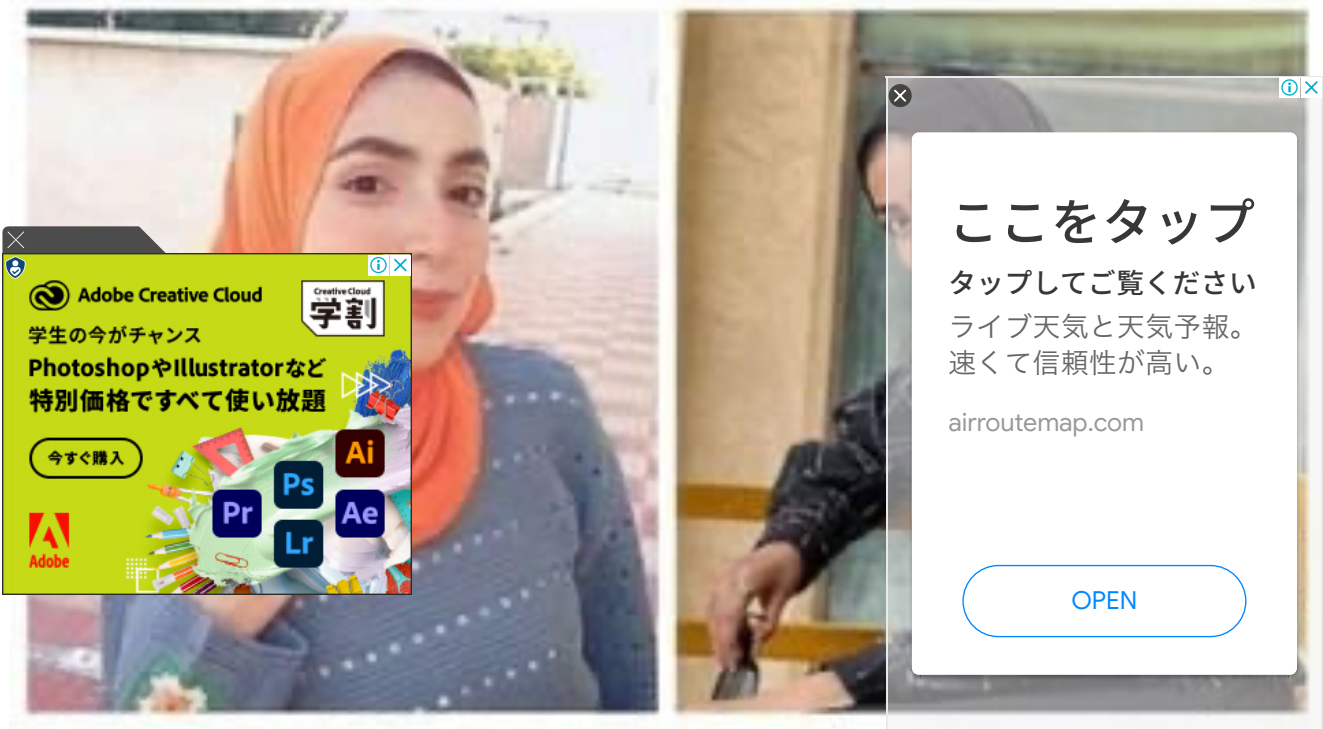 Adobe Creative Cloud
Creative Cloud
学割
学生の今がチャンス
PhotoshopやIllustratorなど
特別価格ですべて使い放題
今すぐ購入
Ai
Ps
Pr
Ae
Lr
Adobe
ここをタップ
タップしてご覧ください
ライブ天気と天気予報。
速くて信頼性が高い。
airroutemap.com
OPEN